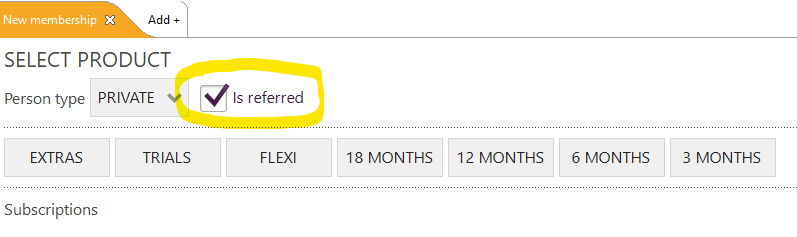 New membership Add +
SELECT PRODUCT
Person type PRIVATE Is referred
EXTRAS TRIALS FLEXI 18 MONTHS 12 MONTHS 6 MONTHS 3 MONTHS
Subscriptions